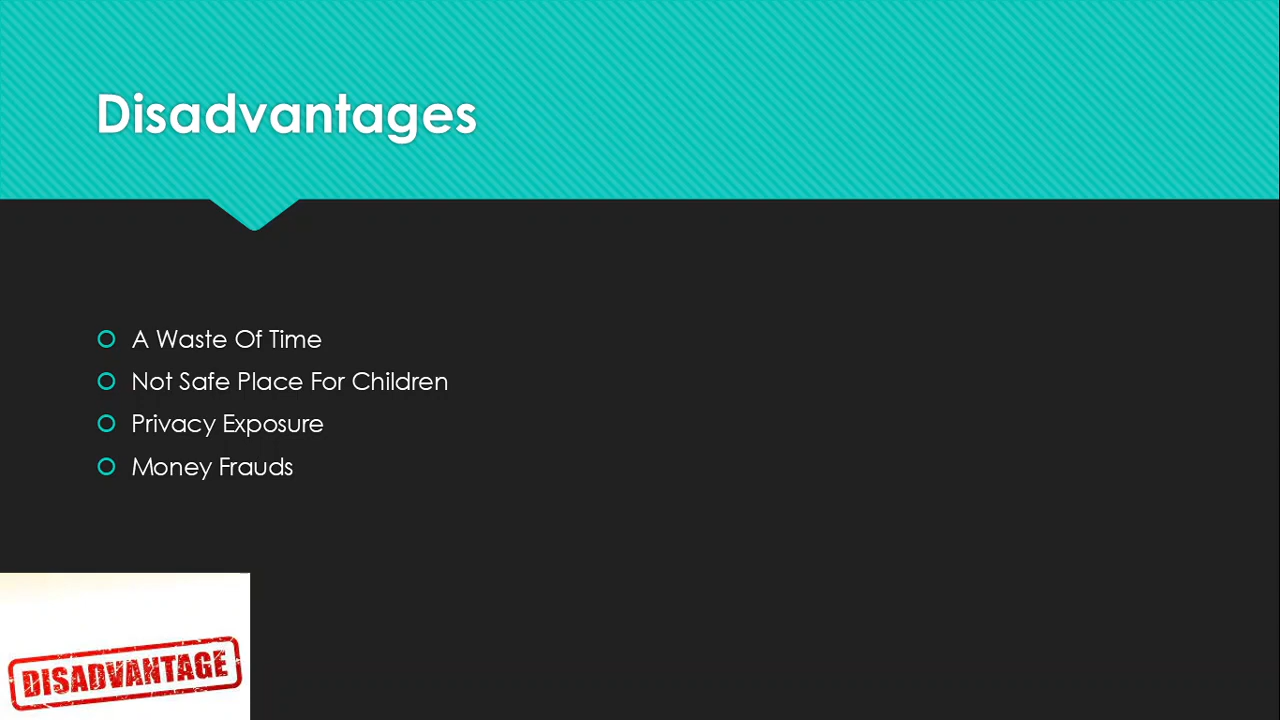 Disadvantages
A Waste Of Time
Not Safe Place For Children
Privacy Exposure
Money Frauds
DISADVANTAGE